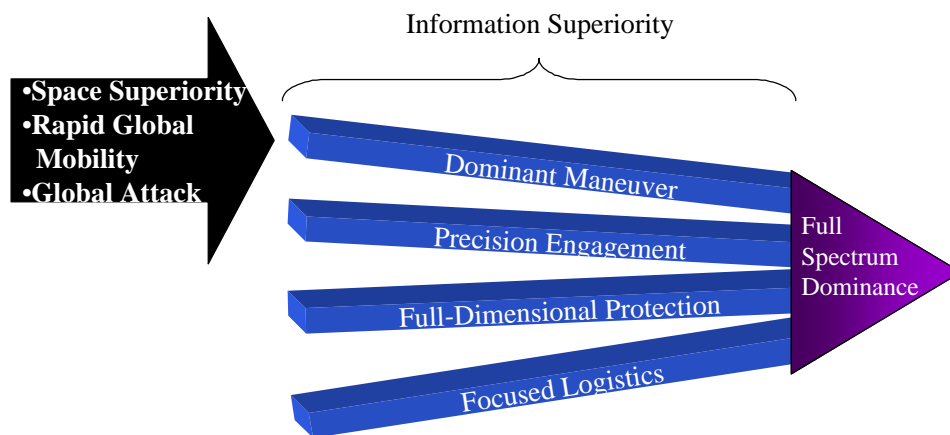 Information Superiority
•Space Superiority
•Rapid Global
Mobility
•Global Attack
Dominant Maneuver
Precision Engagement
Full-Dimensional Protection
Focused Logistics
Full
Spectrum
Dominance